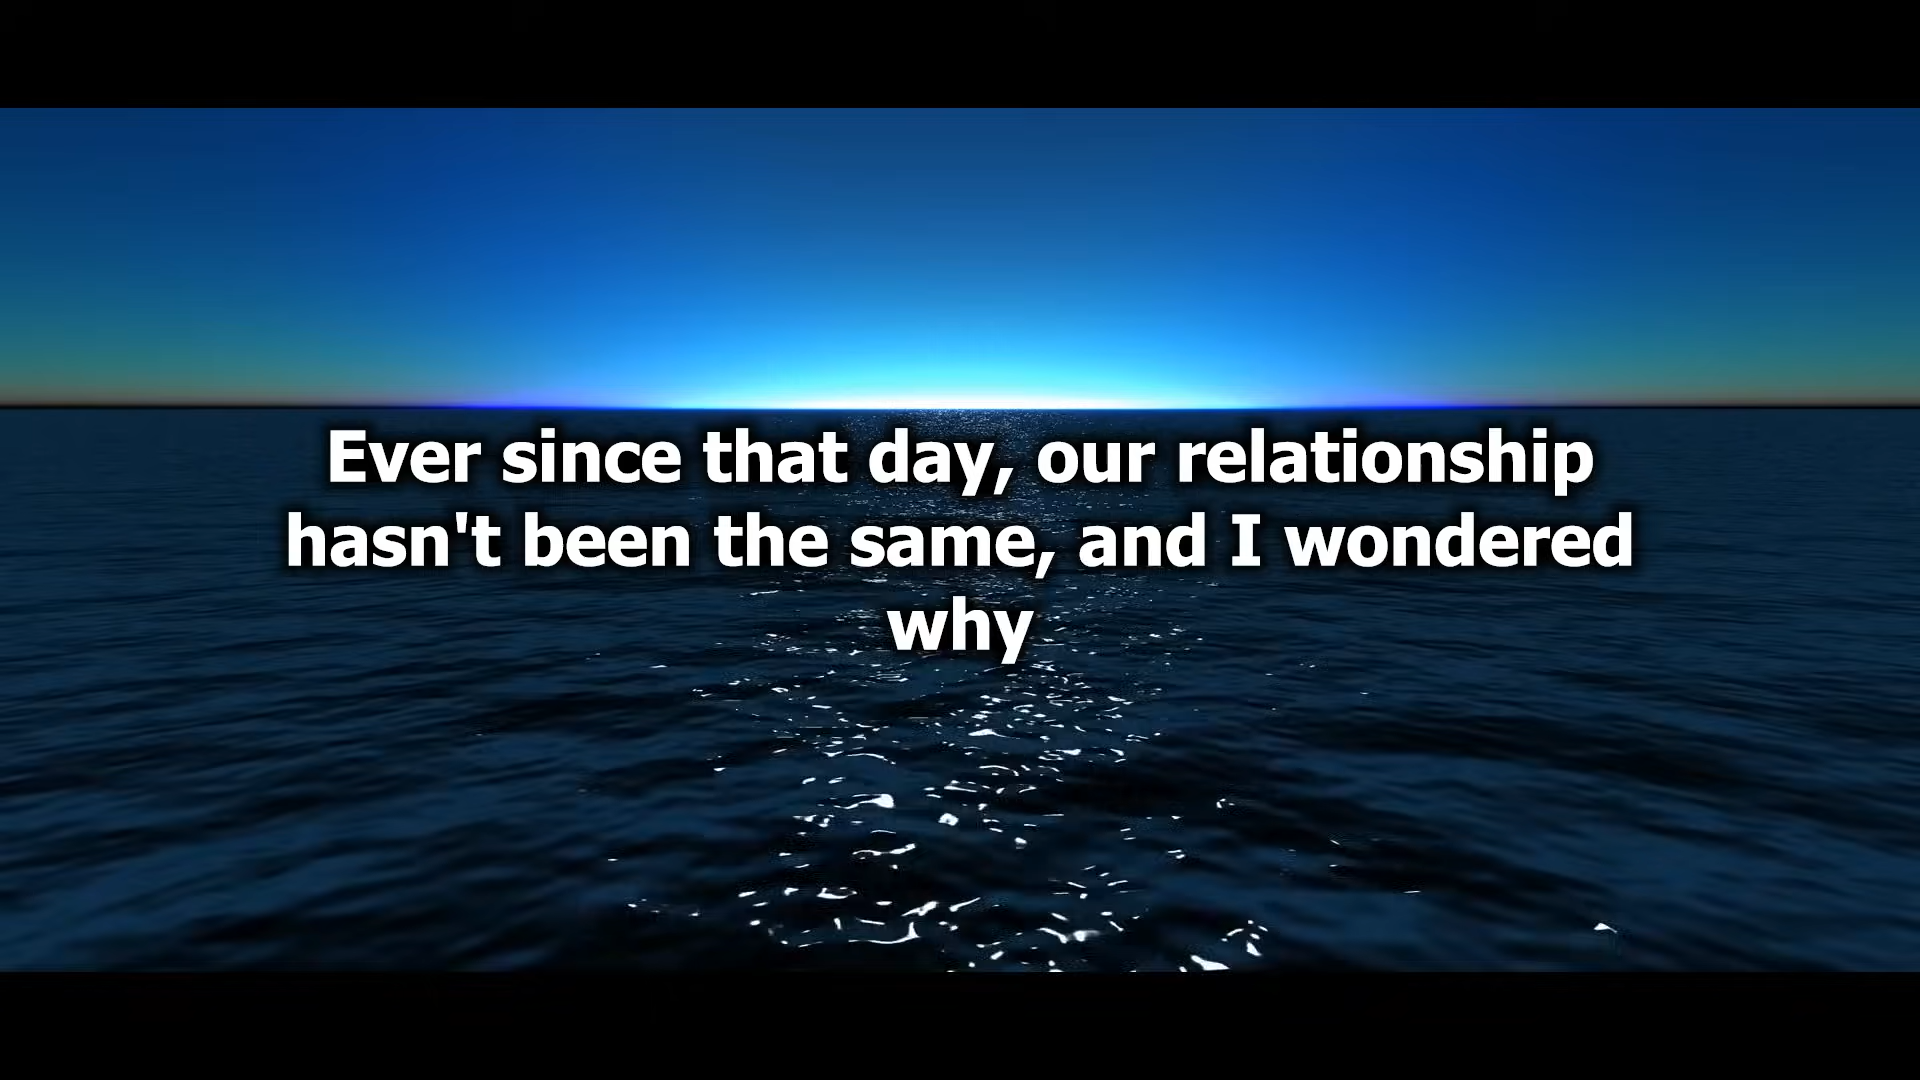 Ever since that day, our relationship
hasn't been the same, and I wondered
why